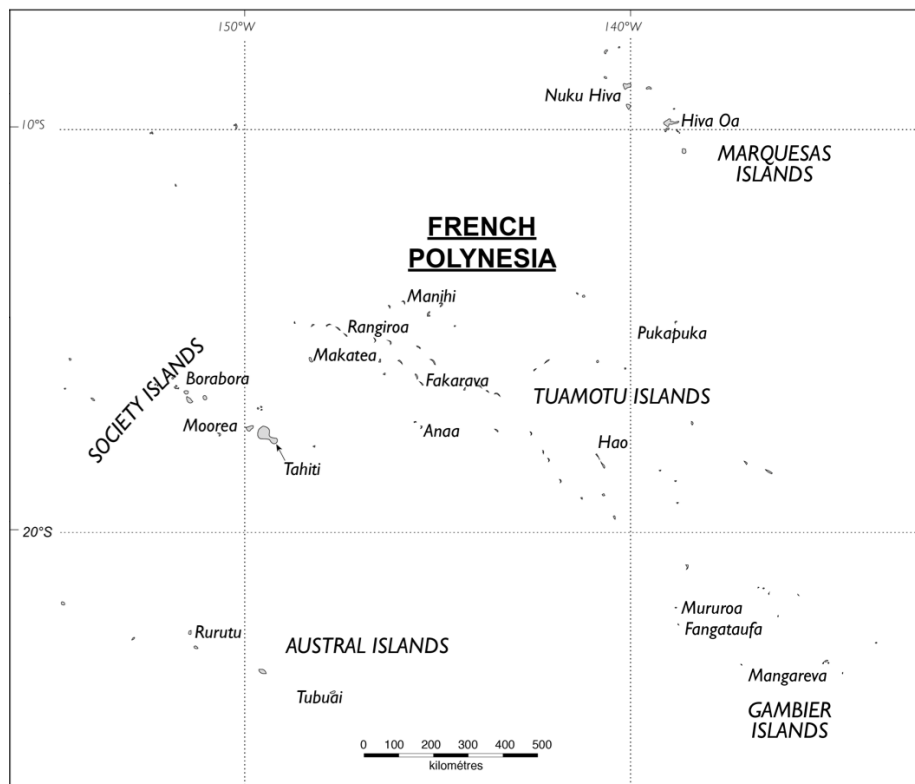 150°W
140°W
Nuku Hiva
10°S
Hiva Oa
MARQUESAS
ISLANDS
FRENCH
POLYNESIA
Manihi
Rangiroa
Pukapuka
Makatea
SOCIETY ISLANDS
Borabora
Fakarava
TUAMOTU ISLANDS
Moorea
Anaa
Hao
Tahiti
20°S
Mururoa
Fangataufa
Rurutu
AUSTRAL ISLANDS
Mangareva
Tubuai
GAMBIER
ISLANDS
0 100 200 300 400 500
kilométres